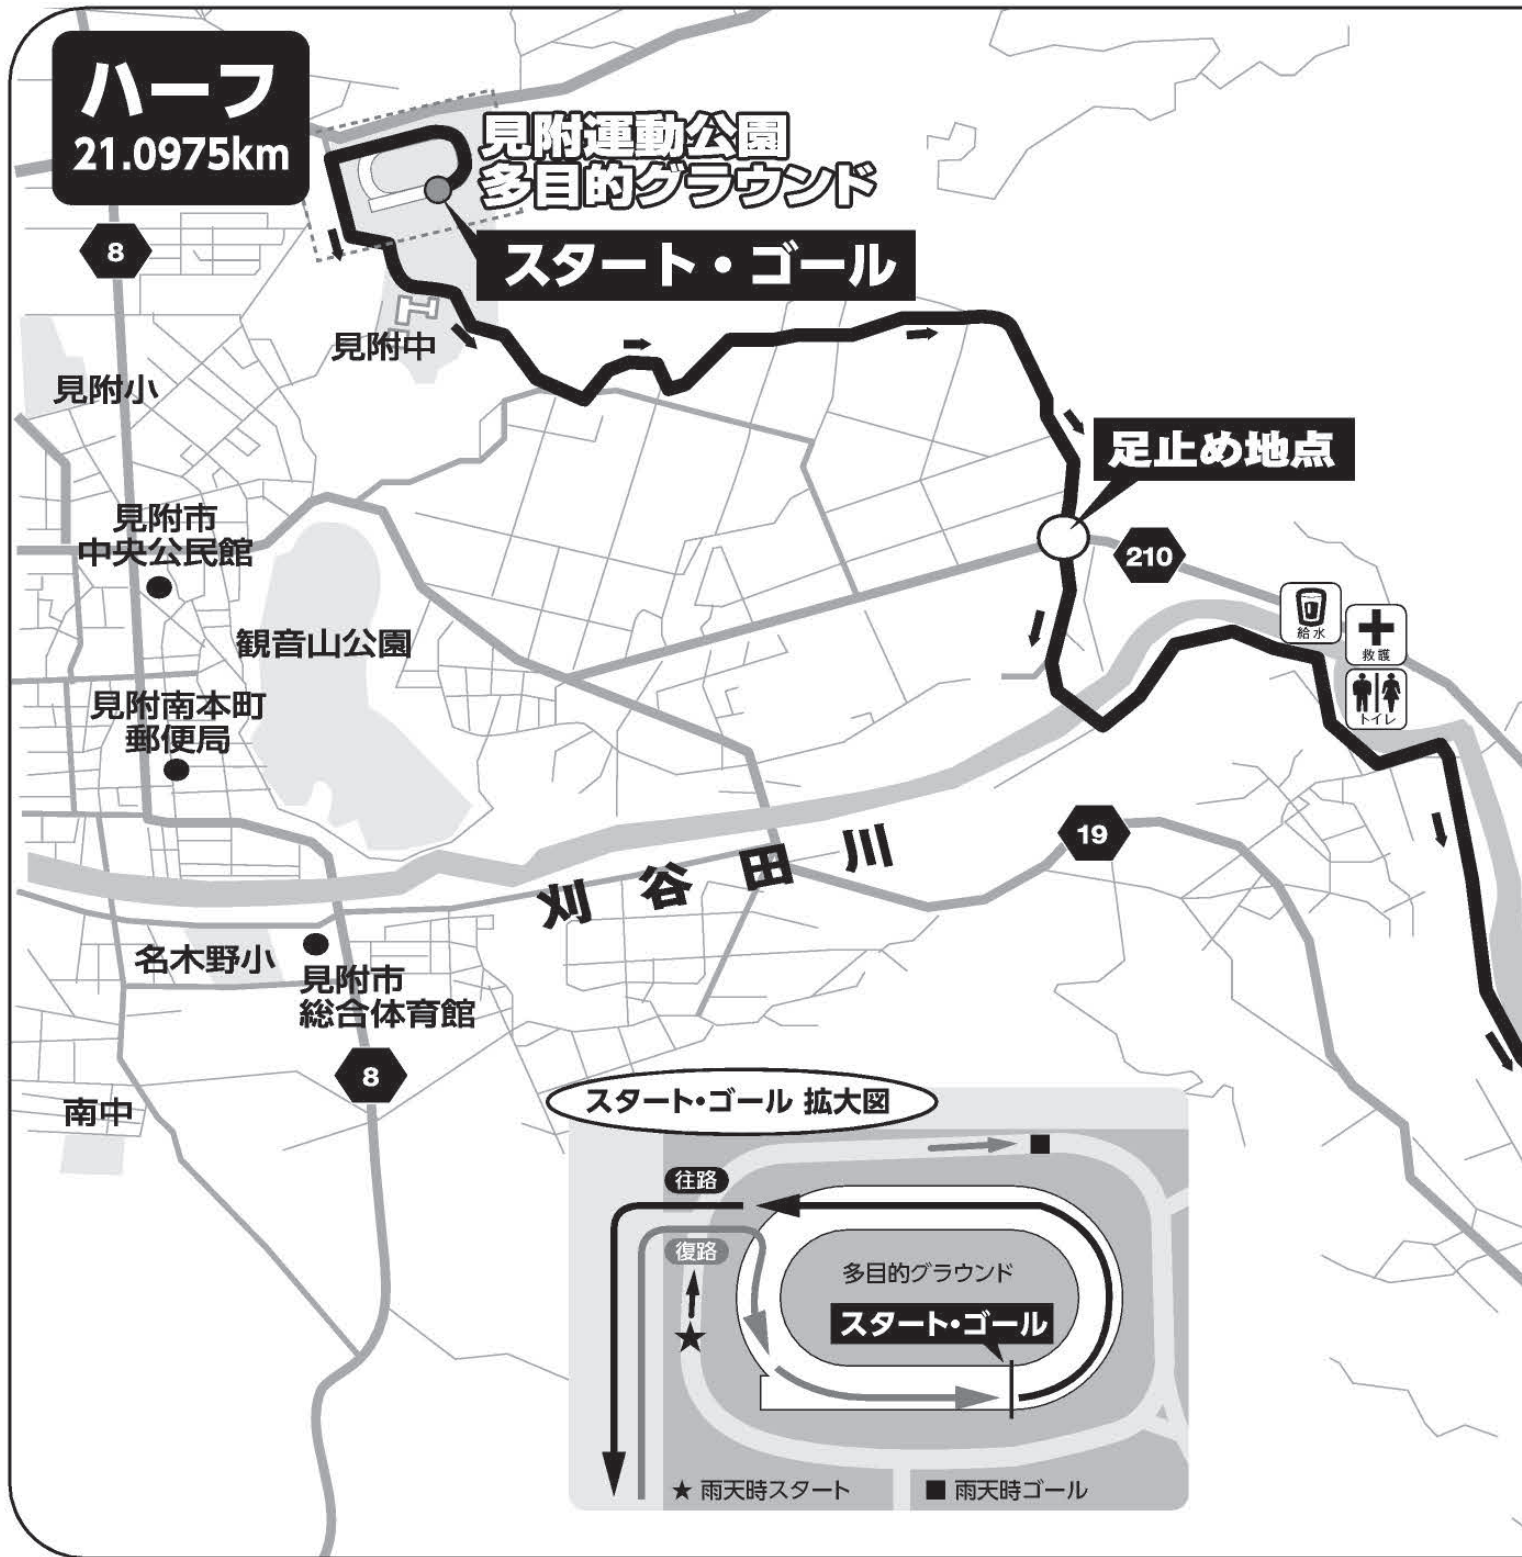 ハーフ
21.0975km
見附運動公園
多目的グラウンド
8
スタート・ゴール
見附中
見附小
足止め地点
見附市
中央公民館
210
給水
救護
観音山公園
トイレ
見附南本町
郵便局
19
刈谷田川
名木野小
見附市
総合体育館
8
南中
スタート・ゴール 拡大図
往路
復路
多目的グラウンド
スタート・ゴール
★ 雨天時スタート
■ 雨天時ゴール